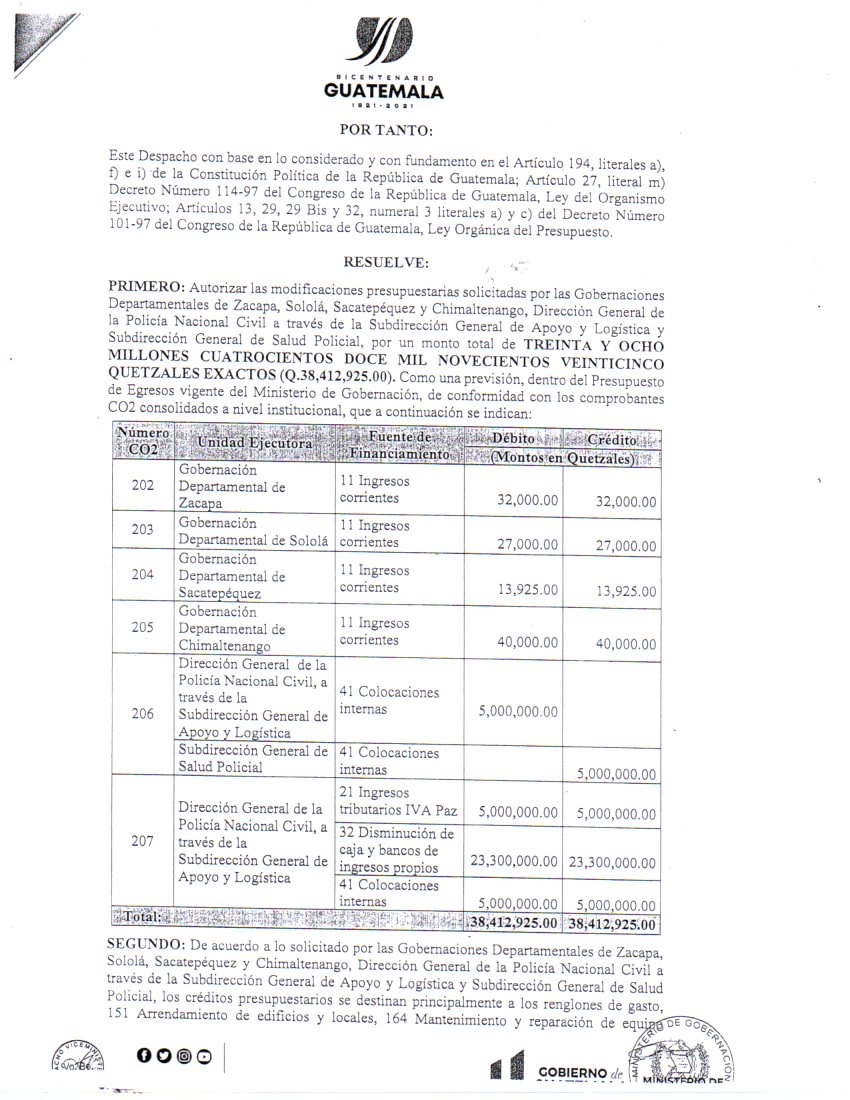 BICENTENARIO
GUATEMALA
1821-2021
POR TANTO:
Este Despacho con base en lo considerado y con fundamento en el Artículo 194, literales a),
f) e i) de la Constitución Política de la República de Guatemala; Artículo 27, literal m)
Decreto Número 114-97 del Congreso de la República de Guatemala, Ley del Organismo
Ejecutivo; Artículos 13, 29, 29 Bis y 32, numeral 3 literales a) y c) del Decreto Número
101-97 del Congreso de la República de Guatemala, Ley Orgánica del Presupuesto.
RESUELVE:
PRIMERO: Autorizar las modificaciones presupuestarias solicitadas por las Gobernaciones
Departamentales de Zacapa, Sololá, Sacatepéquez y Chimaltenango, Dirección General de
la Policía Nacional Civil a través de la Subdirección General de Apoyo y Logística y
Subdirección General de Salud Policial, por un monto total de TREINTA Y OCHO
MILLONES CUATROCIENTOS DOCE MIL NOVECIENTOS VEINTICINCO
QUETZALES EXACTOS (Q.38,412,925.00). Como una previsión, dentro del Presupuesto
de Egresos vigente del Ministerio de Gobernación, de conformidad con los comprobantes
CO2 consolidados a nivel institucional, que a continuación se indican:
Número CO2 Unidad Ejecutora Fuente de Financiamiento Débito Crédito
(Montos en Quetzales)
202 Gobernación Departamental de Zacapa 11 Ingresos corrientes 32,000.00 32,000.00
203 Gobernación Departamental de Sololá 11 Ingresos corrientes 27,000.00 27,000.00
204 Gobernación Departamental de Sacatepéquez 11 Ingresos corrientes 13,925.00 13,925.00
205 Gobernación Departamental de Chimaltenango 11 Ingresos corrientes 40,000.00 40,000.00
206 Dirección General de la Policía Nacional Civil, a través de la Subdirección General de Apoyo y Logística 41 Colocaciones internas 5,000,000.00
Subdirección General de Salud Policial 41 Colocaciones internas 5,000,000.00
207 Dirección General de la Policía Nacional Civil, a través de la Subdirección General de Apoyo y Logística 21 Ingresos tributarios IVA Paz 5,000,000.00 5,000,000.00
32 Disminución de caja y bancos de ingresos propios 23,300,000.00 23,300,000.00
41 Colocaciones internas 5,000,000.00 5,000,000.00
Total: 38,412,925.00 38,412,925.00
SEGUNDO: De acuerdo a lo solicitado por las Gobernaciones Departamentales de Zacapa,
Sololá, Sacatepéquez y Chimaltenango, Dirección General de la Policía Nacional Civil a
través de la Subdirección General de Apoyo y Logística y Subdirección General de Salud
Policial, los créditos presupuestarios se destinan principalmente a los renglones de gasto,
151 Arrendamiento de edificios y locales, 164 Mantenimiento y reparación de equipo
GOBIERNO de
MINISTERIO DE
MINISTERIO DE GOBERNACION
Vo.Bo.